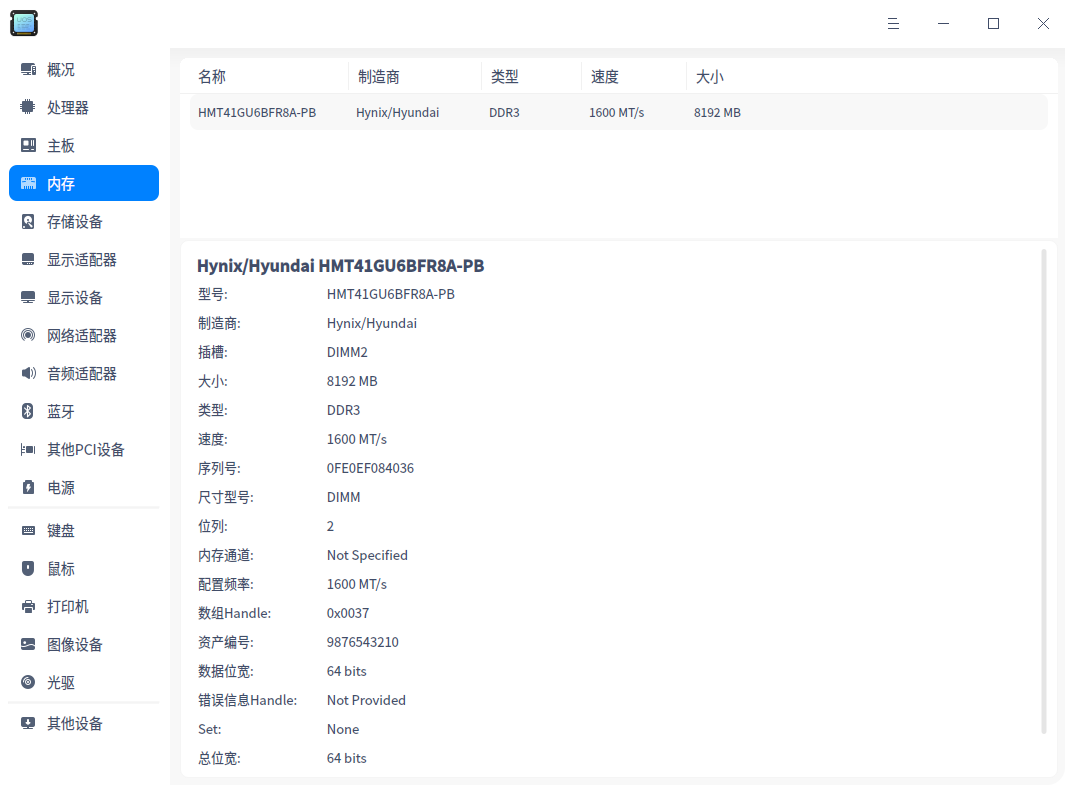 概况
处理器
主板
内存
存储设备
显示适配器
显示设备
网络适配器
音频适配器
蓝牙
其他PCI设备
电源
键盘
鼠标
打印机
图像设备
光驱
其他设备
名称 制造商 类型 速度 大小
HMT41GU6BFR8A-PB Hynix/Hyundai DDR3 1600 MT/s 8192 MB
Hynix/Hyundai HMT41GU6BFR8A-PB
型号: HMT41GU6BFR8A-PB
制造商: Hynix/Hyundai
插槽: DIMM2
大小: 8192 MB
类型: DDR3
速度: 1600 MT/s
序列号: 0FE0EF084036
尺寸型号: DIMM
位列: 2
内存通道: Not Specified
配置频率: 1600 MT/s
数组Handle: 0x0037
资产编号: 9876543210
数据位宽: 64 bits
错误信息Handle: Not Provided
Set: None
总位宽: 64 bits